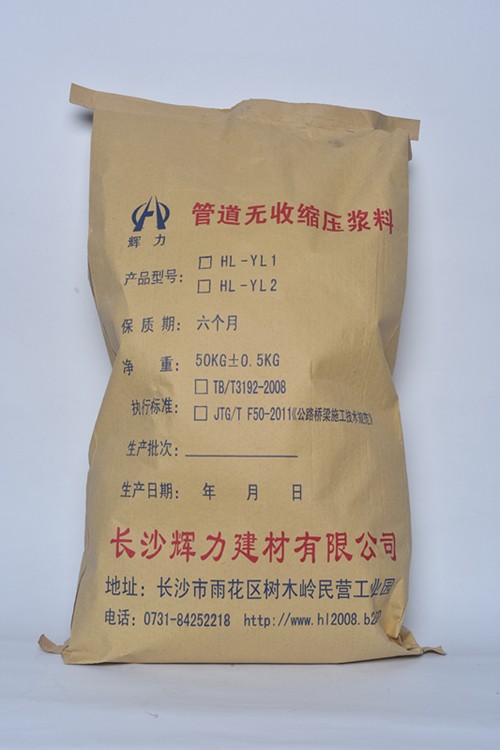 管道无收缩压浆料
辉力
产品型号: □ HL-YL1
□ HL-YL2
保质期: 六个月
净重: 50KG±0.5KG
□ TB/T3192-2008
执行标准: □ JTG/T F50-2011《公路桥梁施工技术规范》
生产批次:
生产日期: 年 月 日
长沙辉力建材有限公司
地址: 长沙市雨花区树木岭民营工业园
电话: 0731-84252218 http://www.hl2008.b2